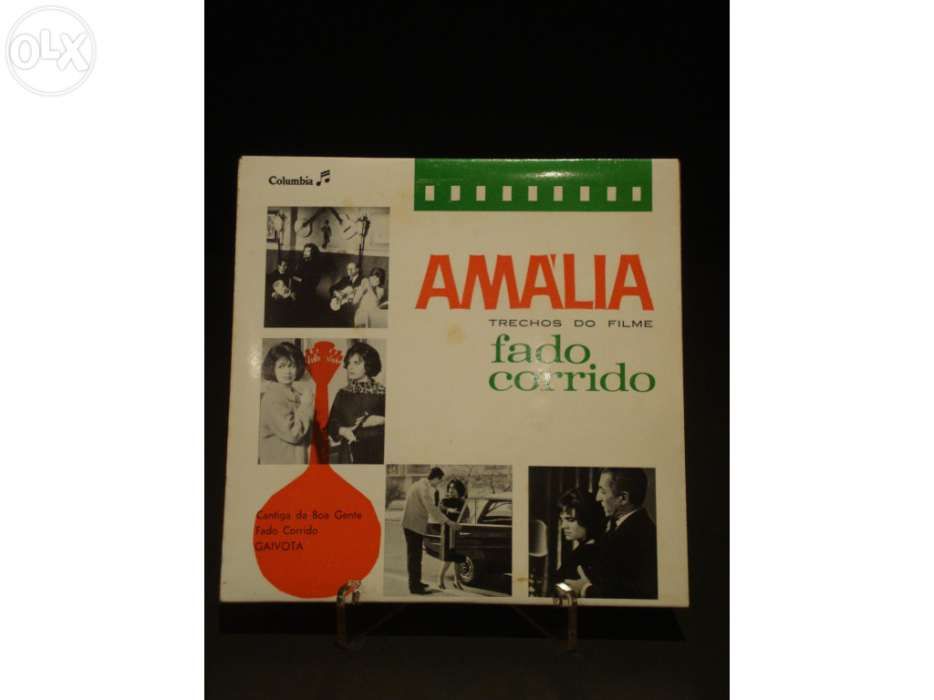 OLX
Columbia
AMÁLIA
TRECHOS DO FILME
fado
corrido
Cantiga da Boa Gente
Fado Corrido
GAIVOTA